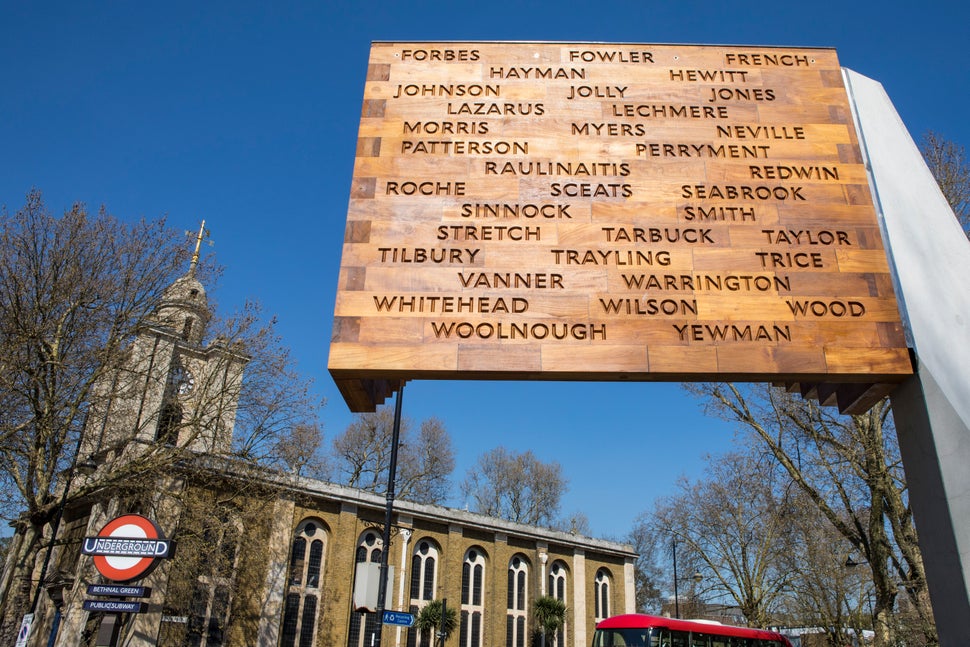 FORBES FOWLER FRENCH
HAYMAN HEWITT
JOHNSON JOLLY JONES
LAZARUS LECHMERE
MORRIS MYERS NEVILLE
PATTERSON PERRYMENT
RAULINAITIS REDWIN
ROCHE SCEATS SEABROOK
SINNOCK SMITH
STRETCH TARBUCK TAYLOR
TILBURY TRAYLING TRICE
VANNER WARRINGTON
WHITEHEAD WILSON WOOD
WOOLNOUGH YEWMAN
UNDERGROUND
BETHNAL GREEN
PUBLIC SUBWAY